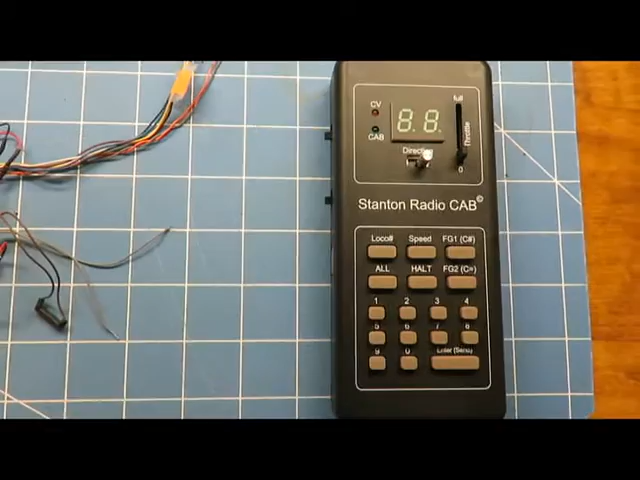 CV
full
8.8.
CAB
Throttle
Direction
0
Stanton Radio CAB©
Loco# Speed FG1 (C#)
ALL HALT FG2 (C=)
1 2 3 4
5 6 7 8
9 0 Enter (Send)